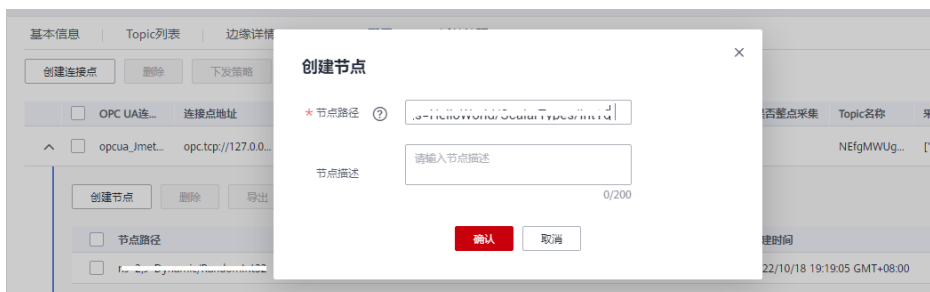 基本信息 Topic列表 边缘详情
创建连接点 删除 下发策略
OPC UA连... 连接点地址 否整点采集 Topic名称
opcua_Jmet... opc.tcp://127.0.0... NEfgMWUg...
创建节点
* 节点路径 ?
节点描述 请输入节点描述
0/200
确认 取消
创建节点 删除 导出
节点路径 建时间
22/10/18 19:19:05 GMT+08:00